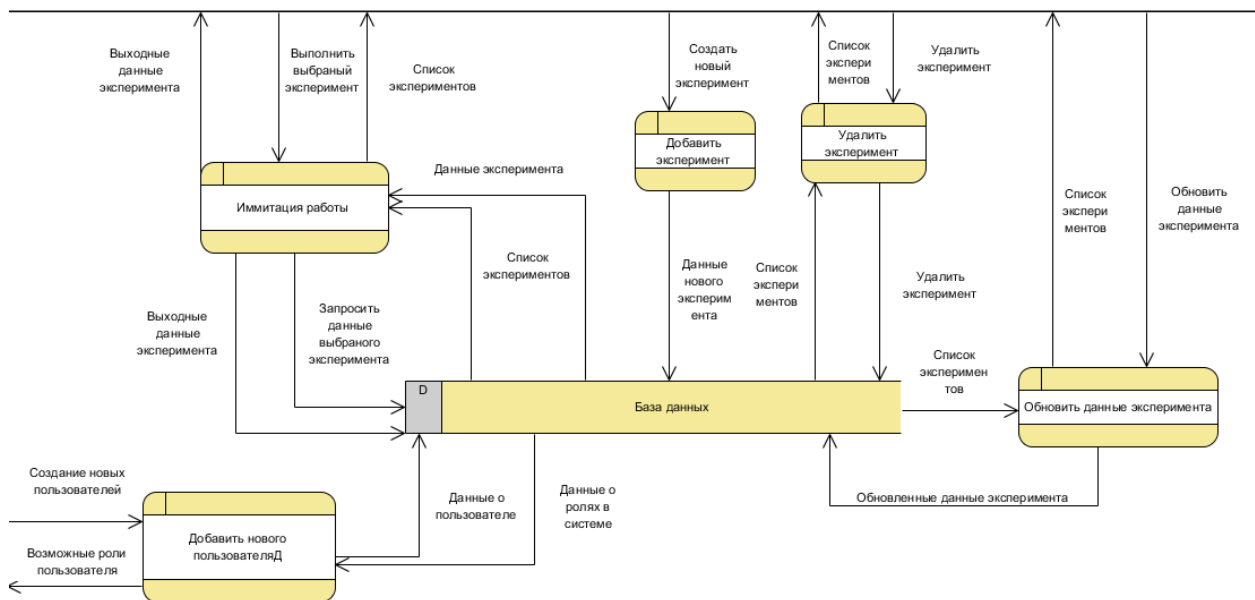 Выходные
данные
эксперимента
Выполнить
выбраный
эксперимент
Список
экспериментов
Создать
новый
эксперимент
Список
экспери
ментов
Удалить
эксперимент
Добавить
эксперимент
Удалить
эксперимент
Данные эксперимента
Иммитация работы
Список
экспери
ментов
Обновить
данные
эксперимента
Список
экспериментов
Данные
нового
эксперим
ента
Список
экспери
ментов
Удалить
эксперимент
Выходные
данные
эксперимента
Запросить
данные
выбраного
эксперимента
Список
эксперимен
тов
D
База данных
Обновить данные эксперимента
Создание новых
пользователей
Данные о
пользователе
Данные о
ролях в
системе
Обновленные данные эксперимента
Добавить нового
пользователяД
Возможные роли
пользователя